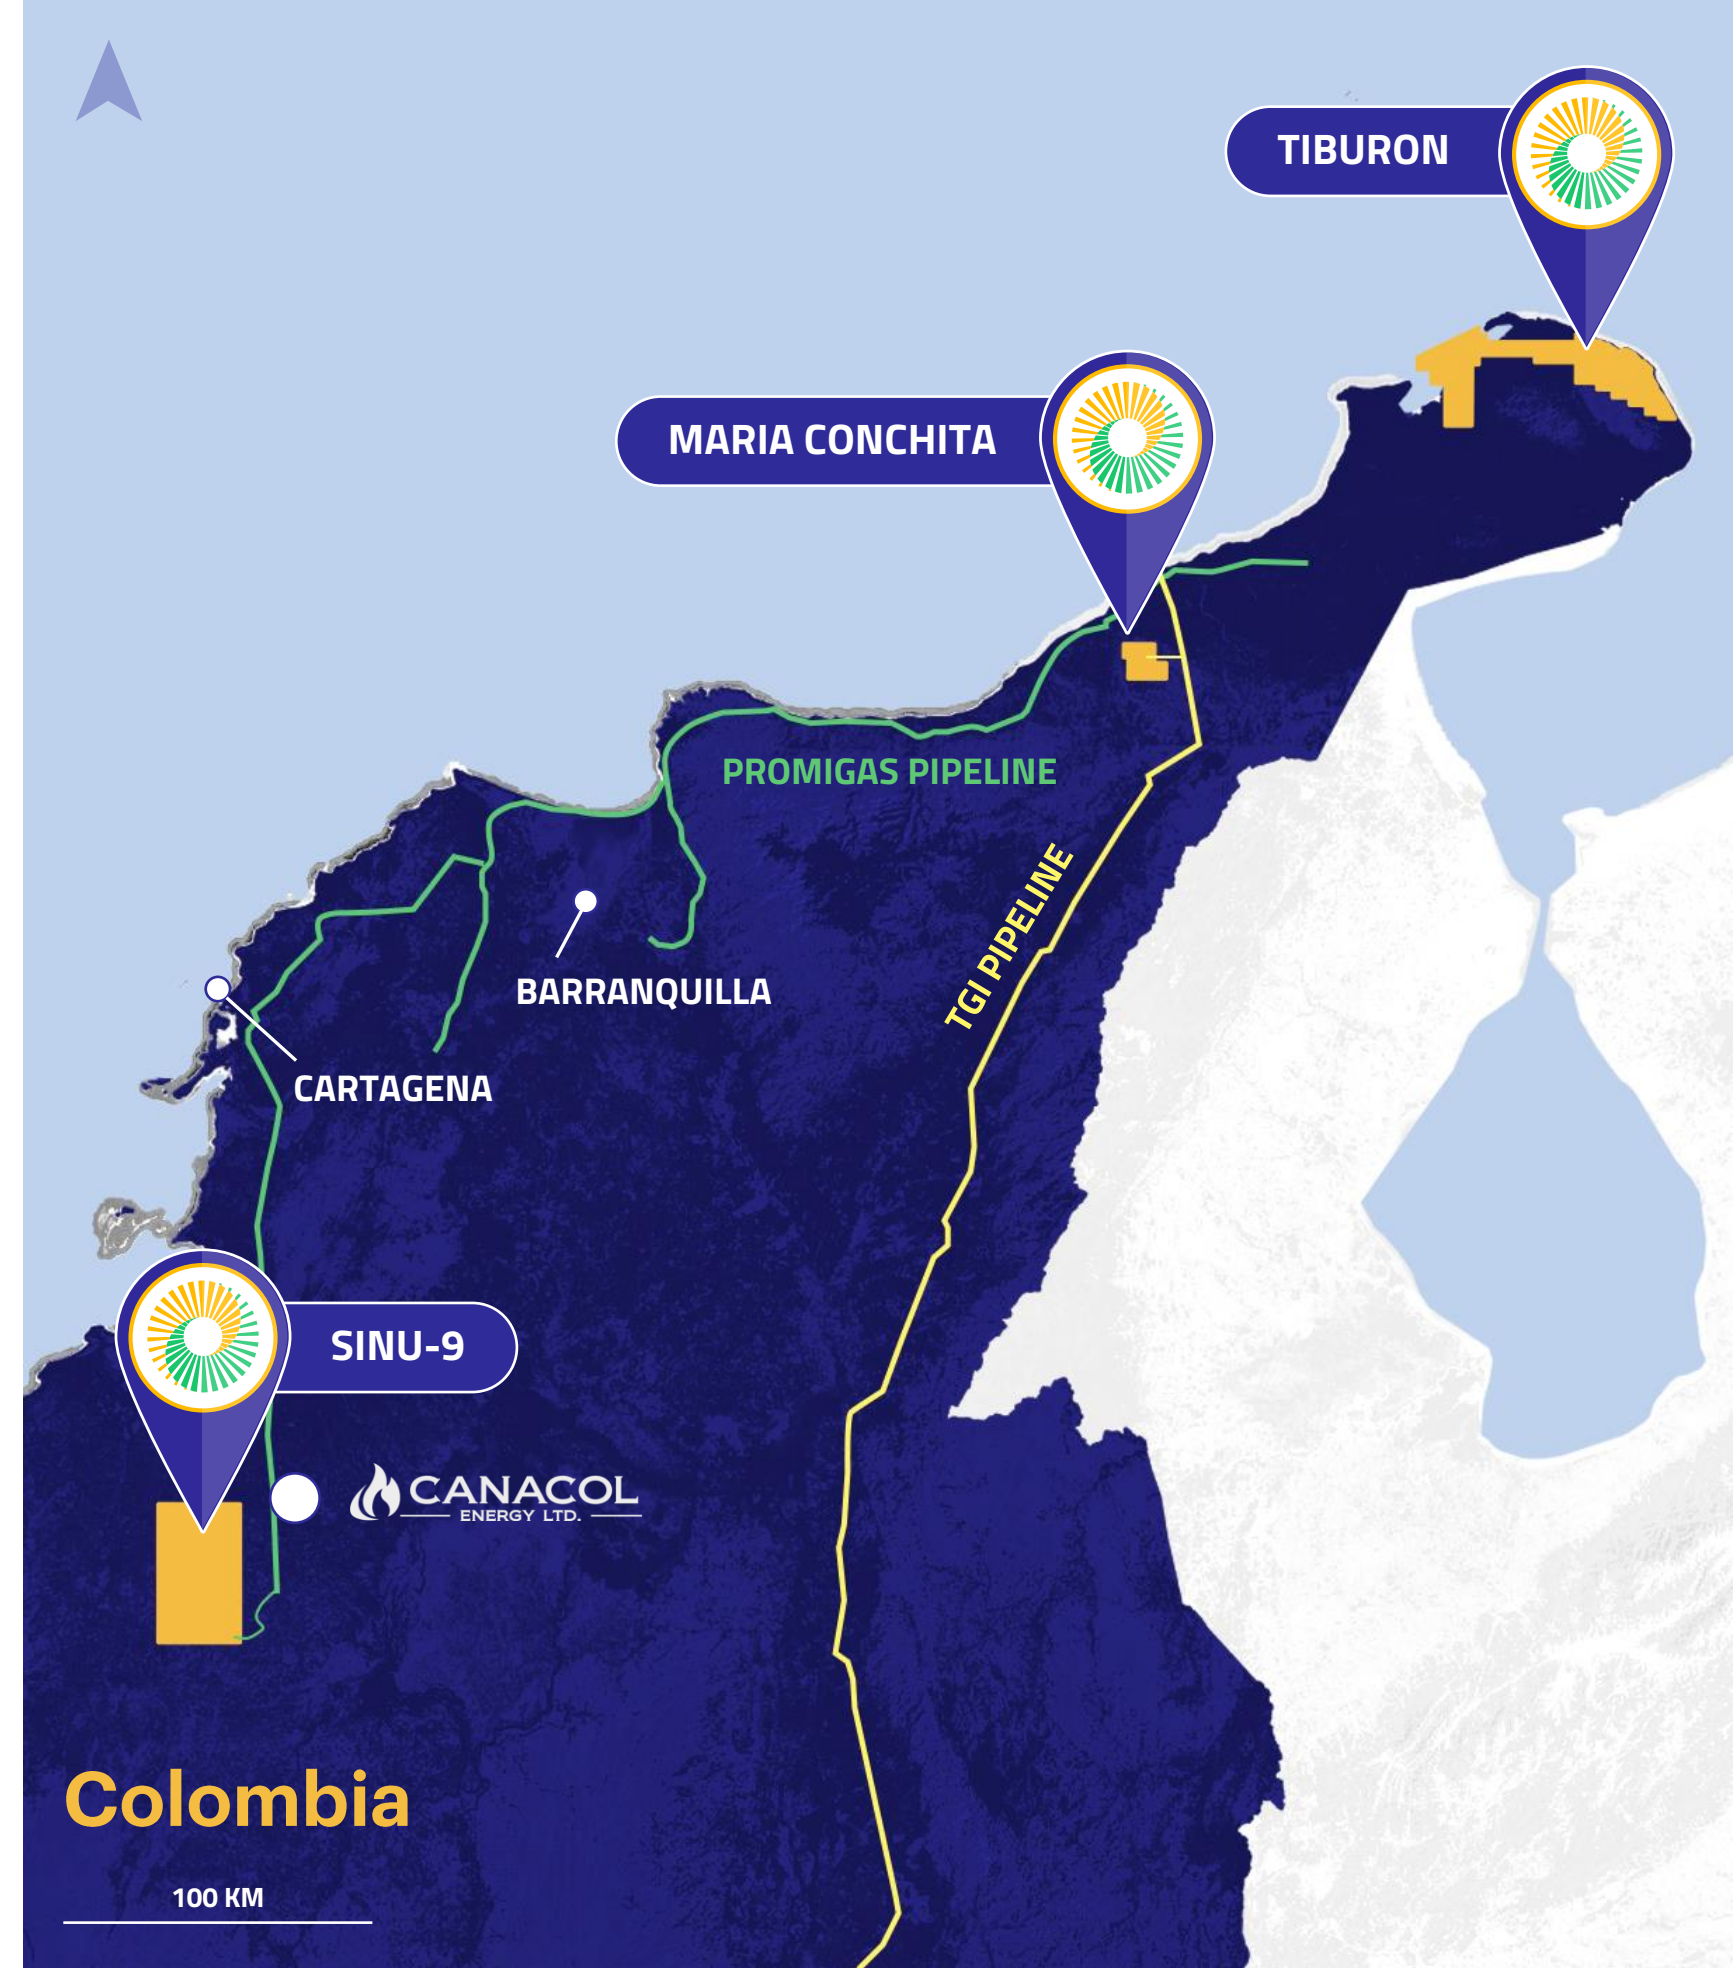 TIBURON
MARIA CONCHITA
PROMIGAS PIPELINE
TGI PIPELINE
BARRANQUILLA
CARTAGENA
SINU-9
CANACOL
ENERGY LTD.
Colombia
100 KM